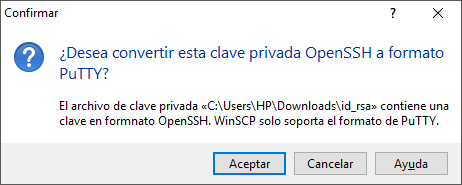 Confirmar
¿Desea convertir esta clave privada OpenSSH a formato
PuTTY?
El archivo de clave privada «C:\Users\HP\Downloads\id_rsa» contiene una
clave en formnato OpenSSH. WinSCP solo soporta el formato de PuTTY.
Aceptar
Cancelar
Ayuda